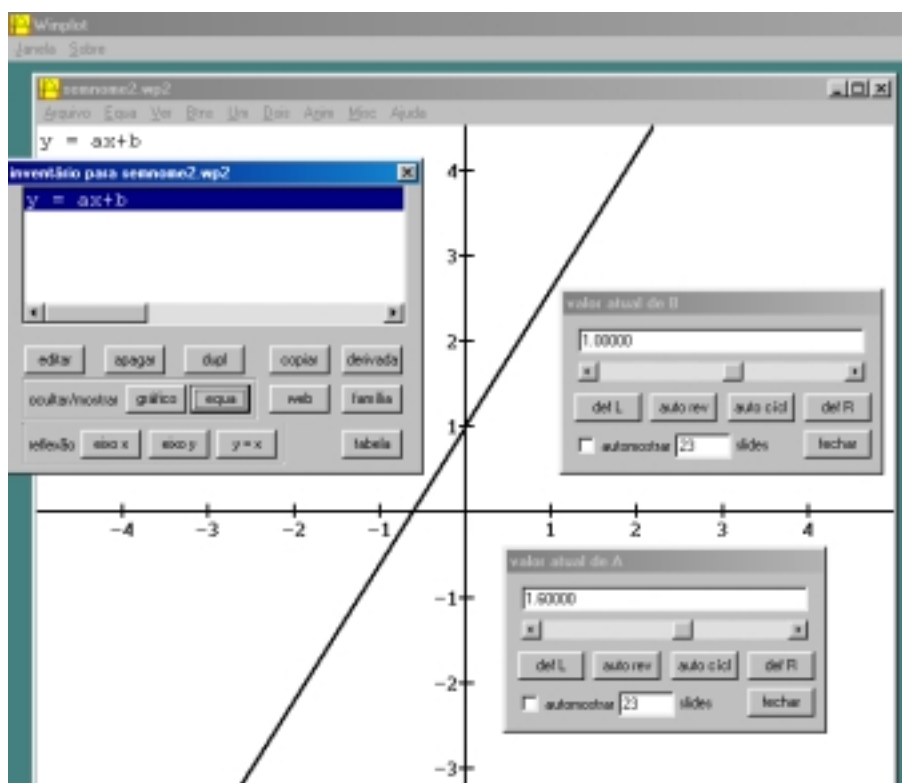 Winplot
Janela Sobre
semnome2.wp2
Arquivo Equa Ver Btns Um Dois Anim Misc Ajuda
y = ax+b
inventário para semnome2.wp2
y = ax+b
editar apagar dupl copiar derivada
ocultar/mostrar gráfico equa web família
reflexão eixo x eixo y y = x tabela
valor atual de B
1.00000
def L auto rev auto cicl def R
automostrar 23 slides fechar
valor atual de A
1.60000
def L auto rev auto cicl def R
automostrar 23 slides fechar
4
3
2
1
-4 -3 -2 -1 1 2 3 4
-1
-2
-3